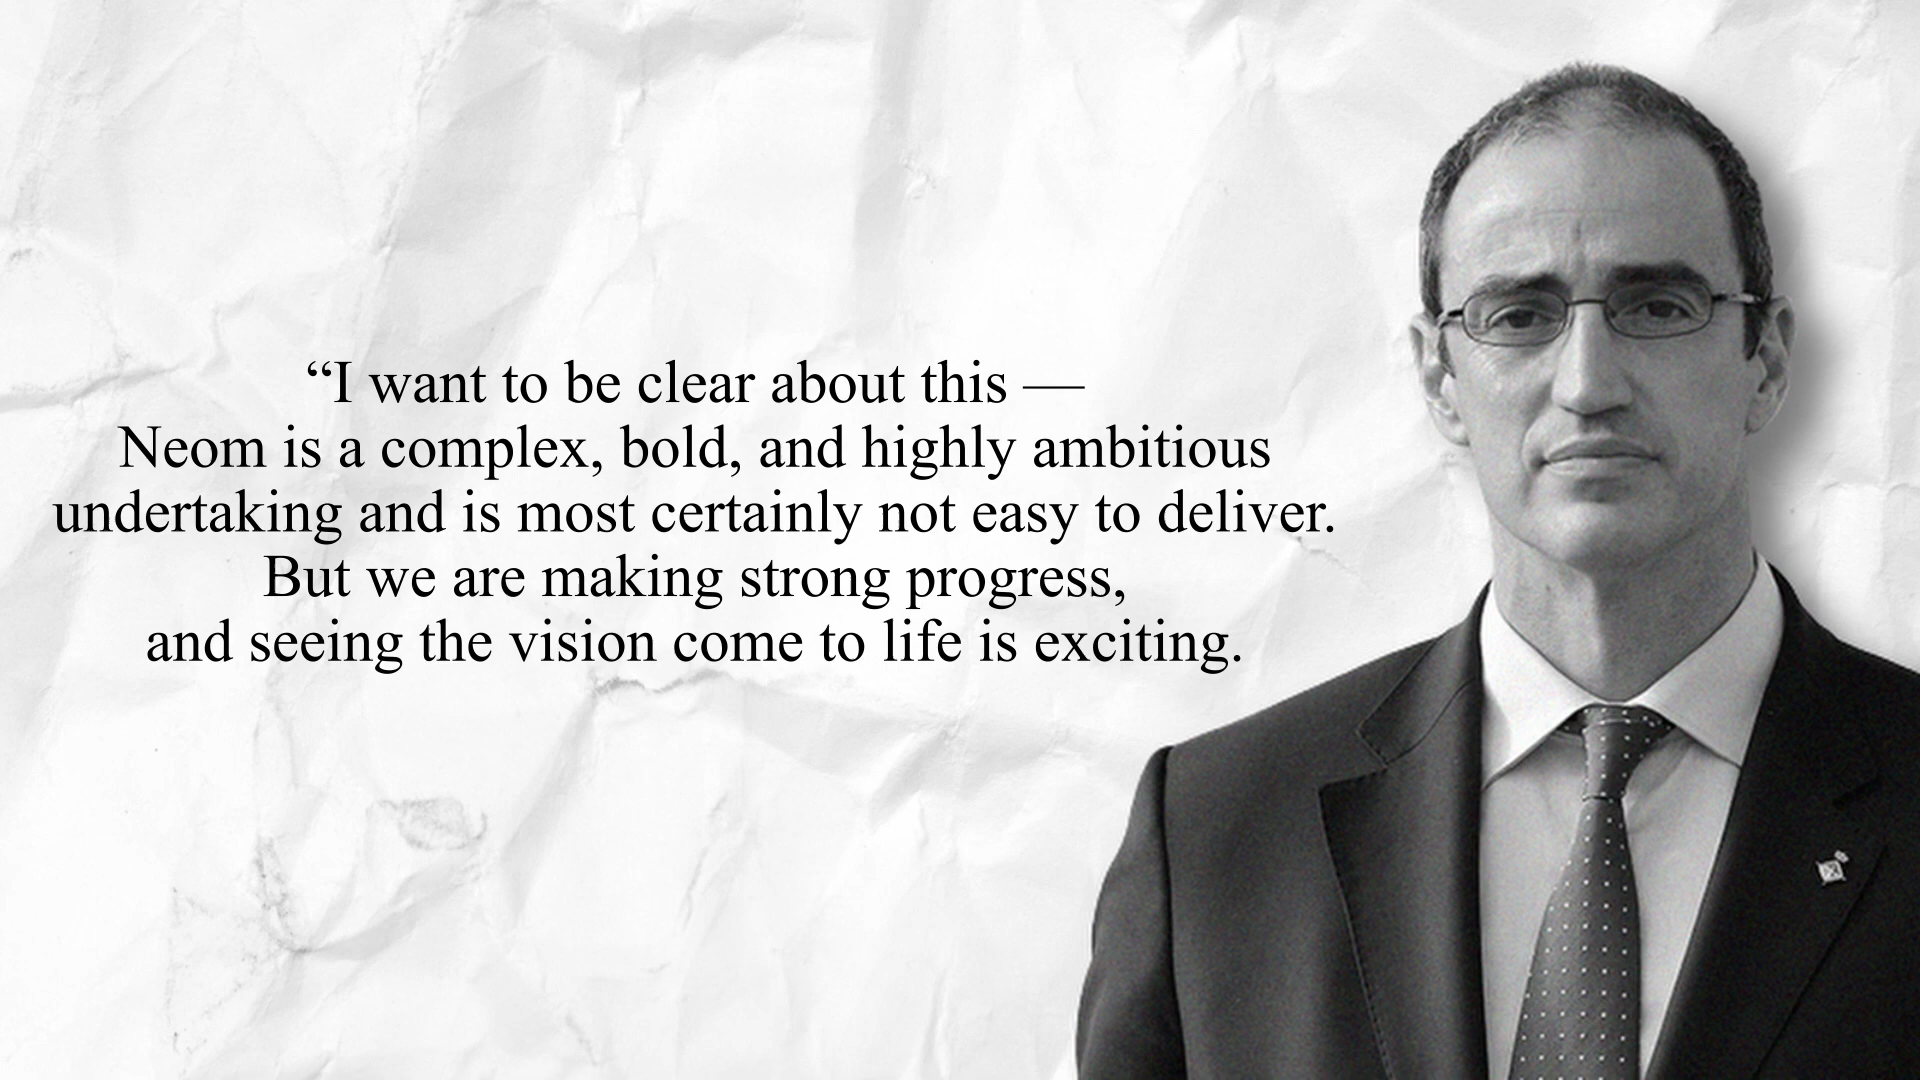 “I want to be clear about this —
Neom is a complex, bold, and highly ambitious
undertaking and is most certainly not easy to deliver.
But we are making strong progress,
and seeing the vision come to life is exciting.